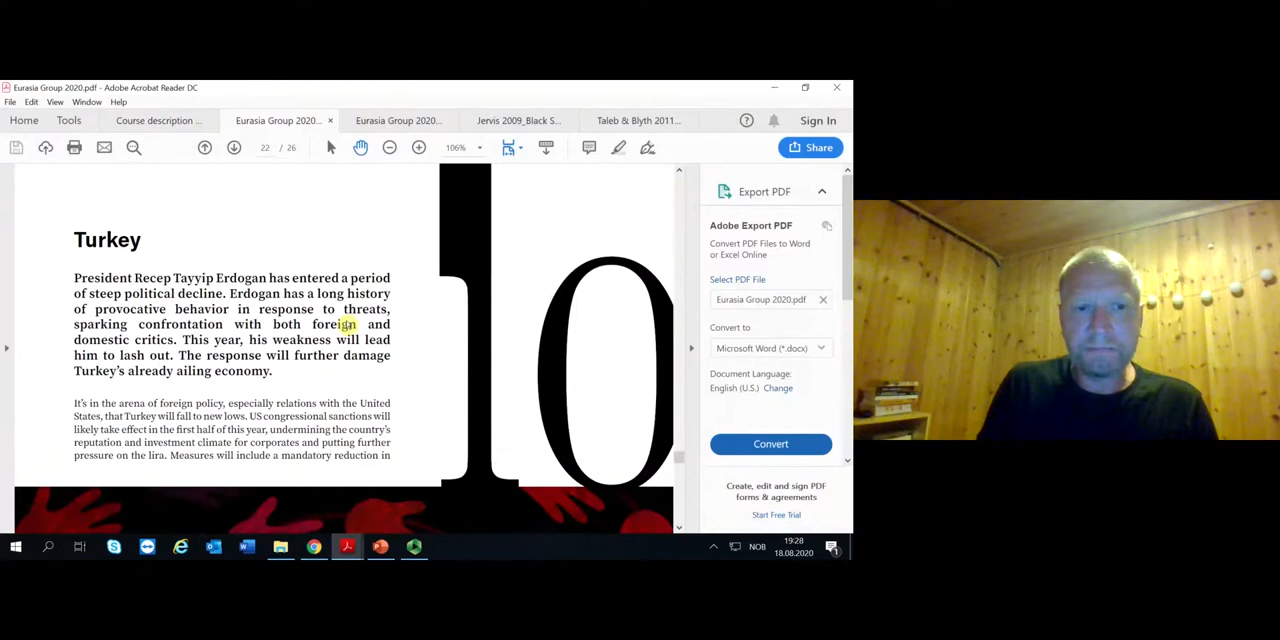 Eurasia Group 2020.pdf - Adobe Acrobat Reader DC
File Edit View Window Help
Home Tools Course description ... Eurasia Group 2020... × Eurasia Group 2020... Jervis 2009_Black S... Taleb & Blyth 2011... Sign In
22 / 26 106% Share
Turkey
President Recep Tayyip Erdogan has entered a period
of steep political decline. Erdogan has a long history
of provocative behavior in response to threats,
sparking confrontation with both foreign and
domestic critics. This year, his weakness will lead
him to lash out. The response will further damage
Turkey's already ailing economy.
It's in the arena of foreign policy, especially relations with the United
States, that Turkey will fall to new lows. US congressional sanctions will
likely take effect in the first half of this year, undermining the country's
reputation and investment climate for corporates and putting further
pressure on the lira. Measures will include a mandatory reduction in
10
Export PDF
Adobe Export PDF
Convert PDF Files to Word
or Excel Online
Select PDF File
Eurasia Group 2020.pdf
Convert to
Microsoft Word (*.docx)
Document Language:
English (U.S.) Change
Convert
Create, edit and sign PDF
forms & agreements
Start Free Trial
NOB
19:28
18.08.2020